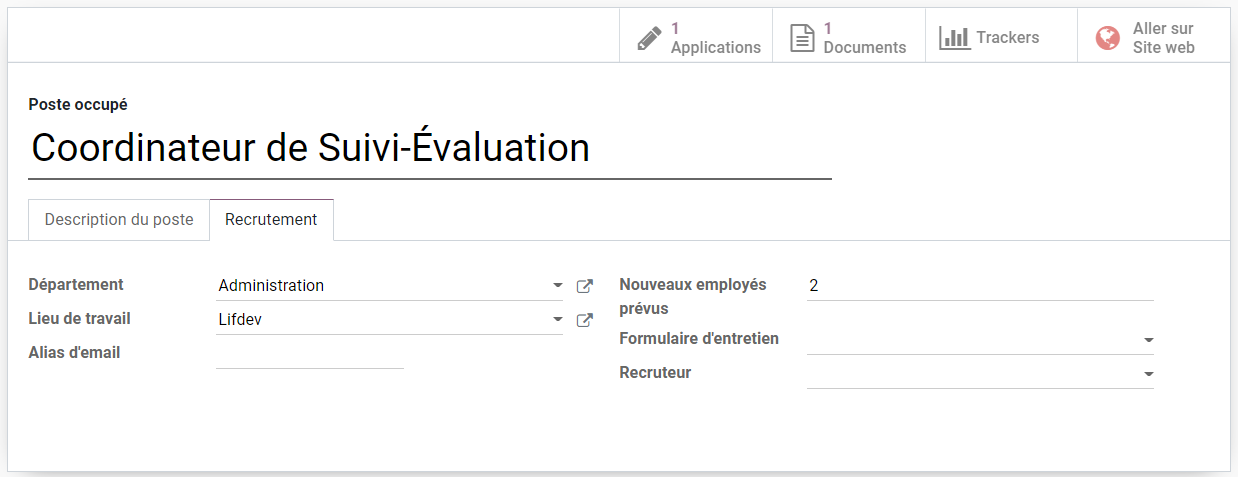 1
Applications
1
Documents
Trackers
Aller sur
Site web
Poste occupé
Coordinateur de Suivi-Évaluation
Description du poste
Recrutement
Département
Administration
Lieu de travail
Lifdev
Alias d'email
Nouveaux employés
prévus
2
Formulaire d'entretien
Recruteur